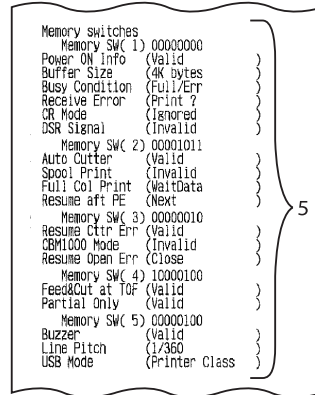 Memory switches
Memory SW( 1) 00000000
Power ON Info (Valid )
Buffer Size (4K bytes )
Busy Condition (Full/Err )
Receive Error (Print ? )
CR Mode (Ignored )
DSR Signal (Invalid )
Memory SW( 2) 00001011
Auto Cutter (Valid )
Spool Print (Invalid )
Full Col Print (WaitData )
Resume aft PE (Next )
Memory SW( 3) 00000010
Resume Cttr Err (Valid )
CBM1000 Mode (Invalid )
Resume Open Err (Close )
Memory SW( 4) 10000100
Feed&Cut at TOF (Valid )
Partial Only (Valid )
Memory SW( 5) 00000100
Buzzer (Valid )
Line Pitch (1/360 )
USB Mode (Printer Class )
5